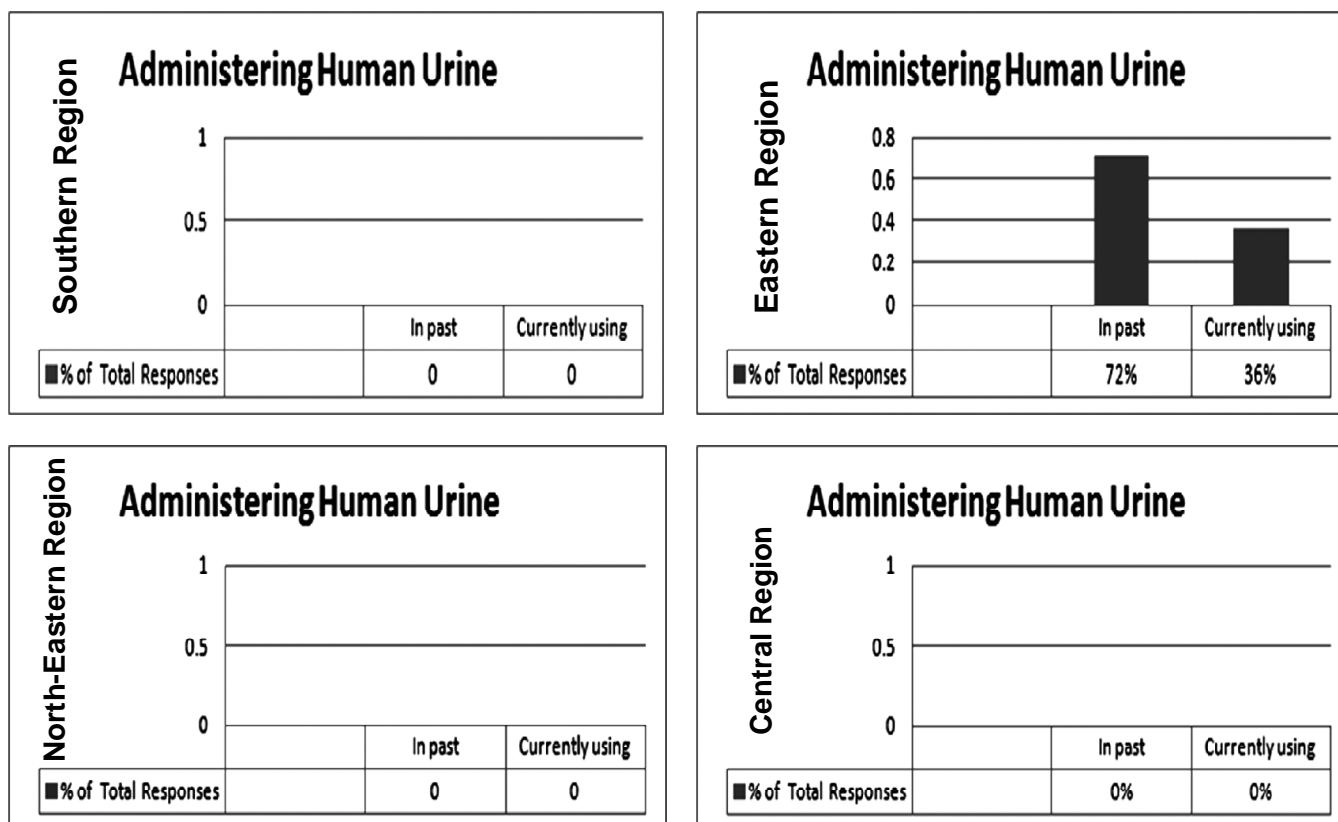 Southern Region
Administering Human Urine
1
0.5
0
In past Currently using
% of Total Responses 0 0
Eastern Region
Administering Human Urine
0.8
0.6
0.4
0.2
0
In past Currently using
% of Total Responses 72% 36%
North-Eastern Region
Administering Human Urine
1
0.5
0
In past Currently using
% of Total Responses 0 0
Central Region
Administering Human Urine
1
0.5
0
In past Currently using
% of Total Responses 0% 0%